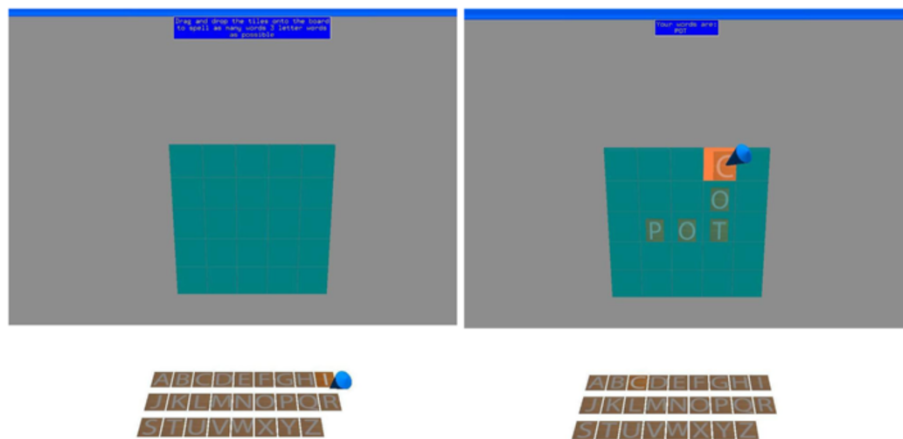 Drag and drop the tiles onto the board
to spell as many words 3 letter words
as possible
Your words are:
POT
C
O
P O T
A B C D E F G H I
J K L M N O P Q R
S T U V W X Y Z
A B C D E F G H I
J K L M N O P Q R
S T U V W X Y Z